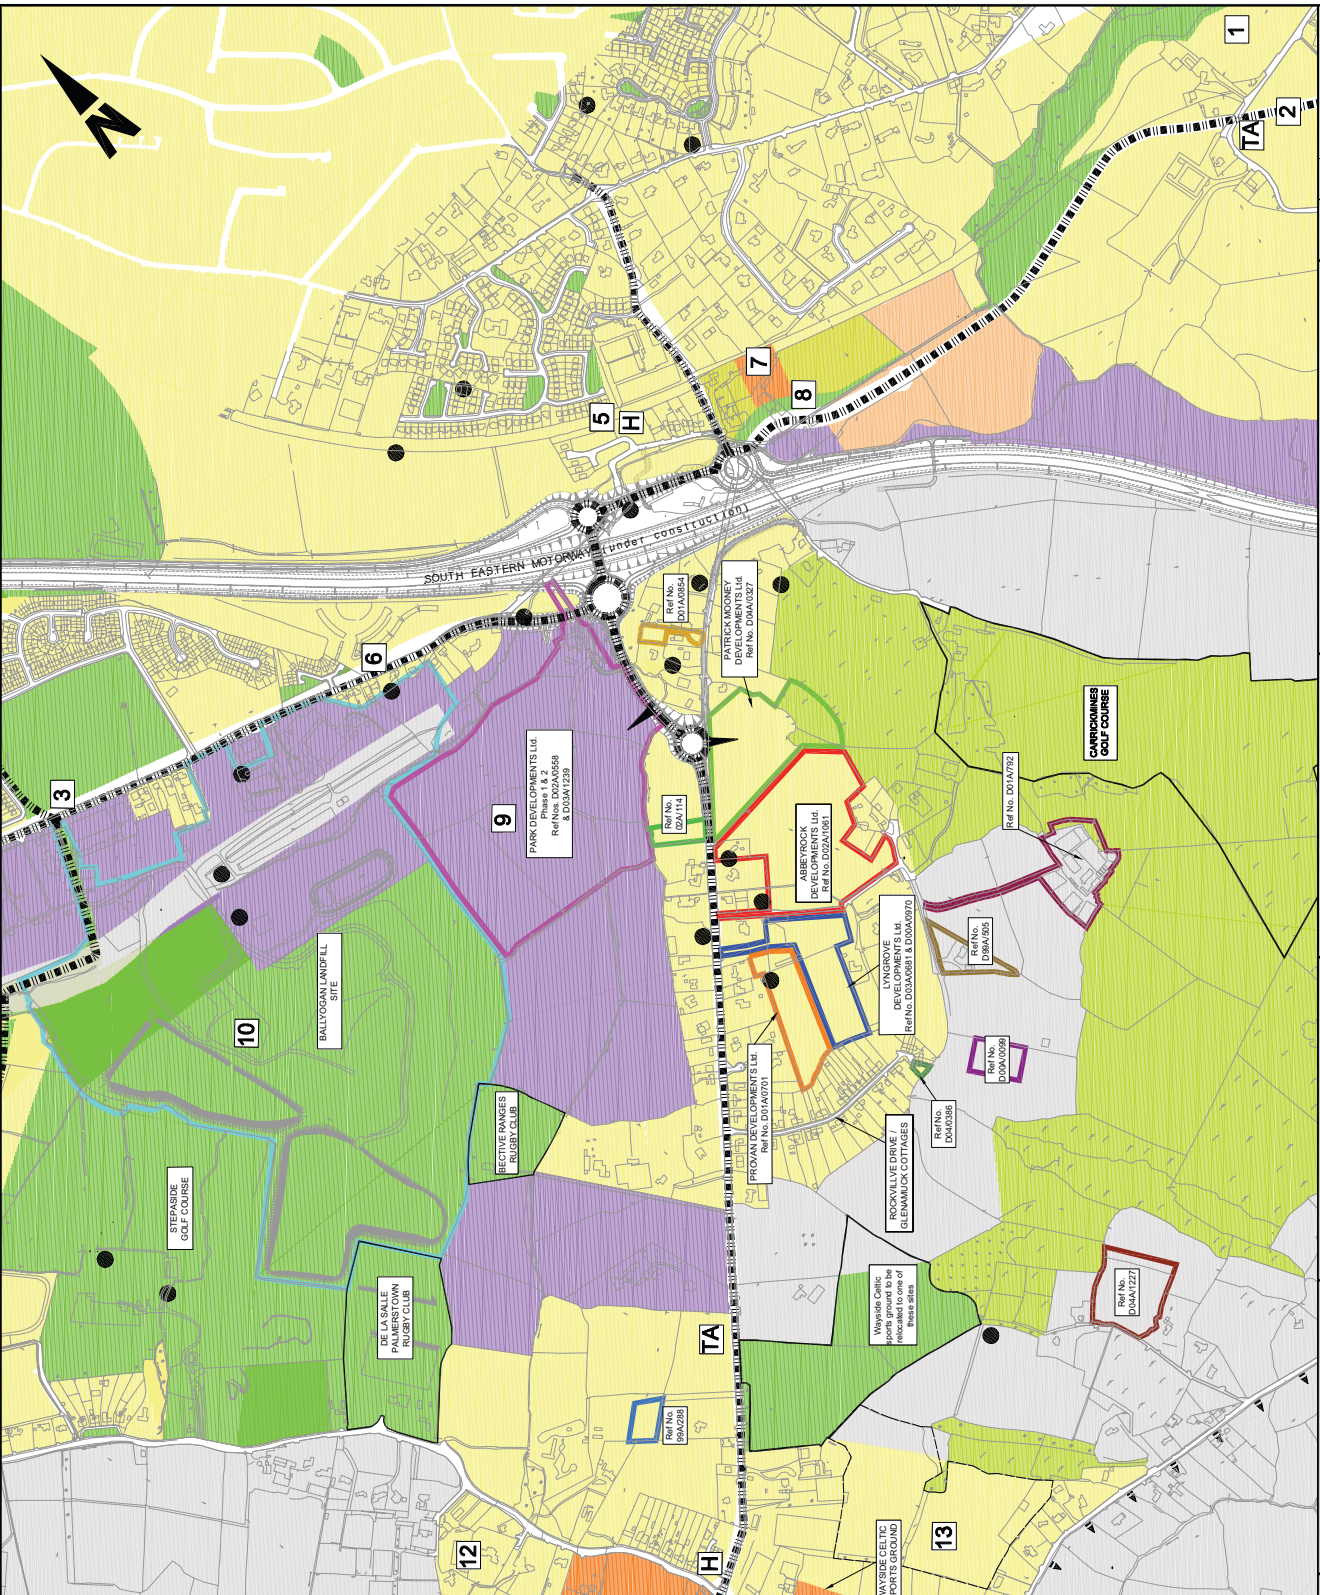 N
1
2
TA
7
8
5
H
SOUTH EASTERN MOTORWAY (under construction)
6
3
Ref No.
D01A/0854
PATRICK MOONEY
DEVELOPMENTS Ltd.
Ref No. D04A/0327
CARRICKMINES
GOLF COURSE
9
PARK DEVELOPMENTS Ltd.
Phase 1 & 2
Ref Nos. D02A/0558
& D03A/1239
Ref No.
02A/114
ABBEYROCK
DEVELOPMENTS Ltd.
Ref No. D02A/1061
Ref No. D01A/792
LYNGROVE
DEVELOPMENTS Ltd.
Ref No. D03A/0681 & D00A/0970
Ref No.
D99A/505
10
BALLYOGAN LANDFILL
SITE
PROVAN DEVELOPMENTS Ltd.
Ref No. D01A/0701
Ref No.
D00A/0099
Ref No.
D04/0386
BECTIVE RANGES
RUGBY CLUB
ROCKVILLVE DRIVE /
GLENAMUCK COTTAGES
STEPASIDE
GOLF COURSE
DE LA SALLE
PALMERSTOWN
RUGBY CLUB
Wayside Celtic
sports ground to be
relocated to one of
these sites
Ref No.
D04A/1227
TA
Ref No.
99A/288
12
H
13
WAYSIDE CELTIC
SPORTS GROUND